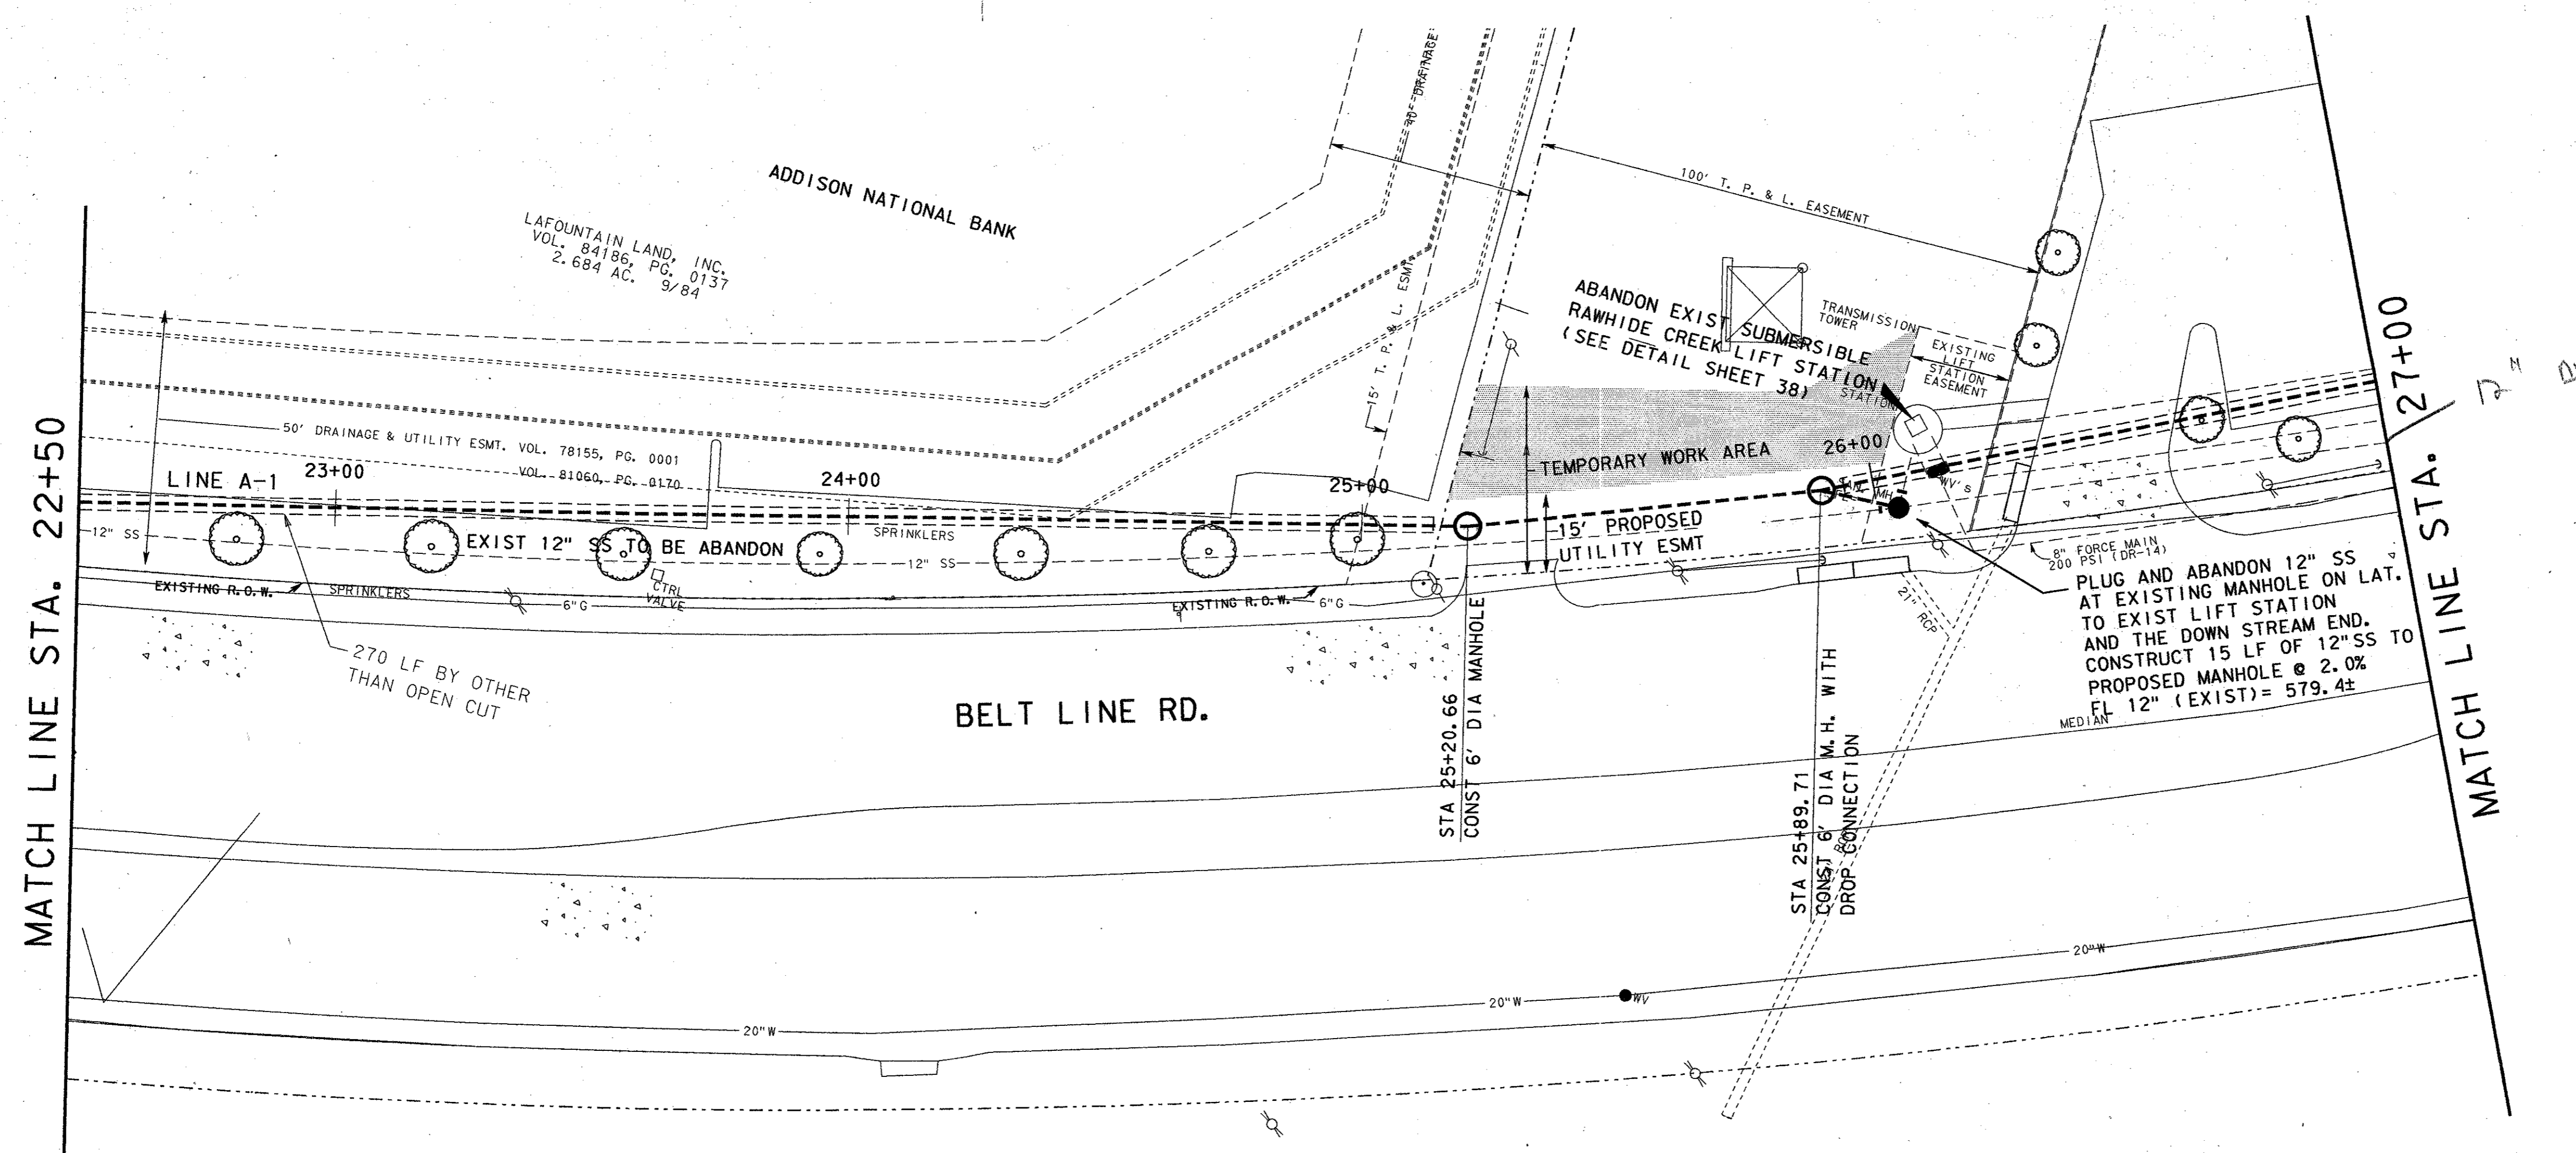 MATCH LINE STA. 22+50
ADDISON NATIONAL BANK
LAFOUNTAIN LAND, INC.
VOL. 84186, PG. 0137
2.684 AC. 9/84
40' DRAINAGE
15' T. P. & L. ESMT.
100' T. P. & L. EASEMENT
ABANDON EXIST SUBMERSIBLE
RAWHIDE CREEK LIFT STATION
(SEE DETAIL SHEET 38)
TRANSMISSION
TOWER
EXISTING
LIFT
STATION
EASEMENT
STATION
50' DRAINAGE & UTILITY ESMT. VOL. 78155, PG. 0001
VOL. 81060, PG. 0170
LINE A-1
23+00
24+00
25+00
26+00
TEMPORARY WORK AREA
12" SS
EXIST 12" SS TO BE ABANDON
SPRINKLERS
12" SS
15' PROPOSED
UTILITY ESMT
MH
WV'S
EXISTING R.O.W.
SPRINKLERS
6"G
CTRL
VALVE
EXISTING R.O.W.
6"G
8" FORCE MAIN
200 PSI (DR-14)
21" RCP
PLUG AND ABANDON 12" SS
AT EXISTING MANHOLE ON LAT.
TO EXIST LIFT STATION
AND THE DOWN STREAM END.
CONSTRUCT 15 LF OF 12"SS TO
PROPOSED MANHOLE @ 2.0%
FL 12" (EXIST)= 579.4±
MEDIAN
270 LF BY OTHER
THAN OPEN CUT
BELT LINE RD.
STA 25+20.66
CONST 6' DIA MANHOLE
STA 25+89.71
CONST 6' DIA M.H. WITH
DROP CONNECTION
20"W
20"W
WV
20"W
MATCH LINE STA. 27+00